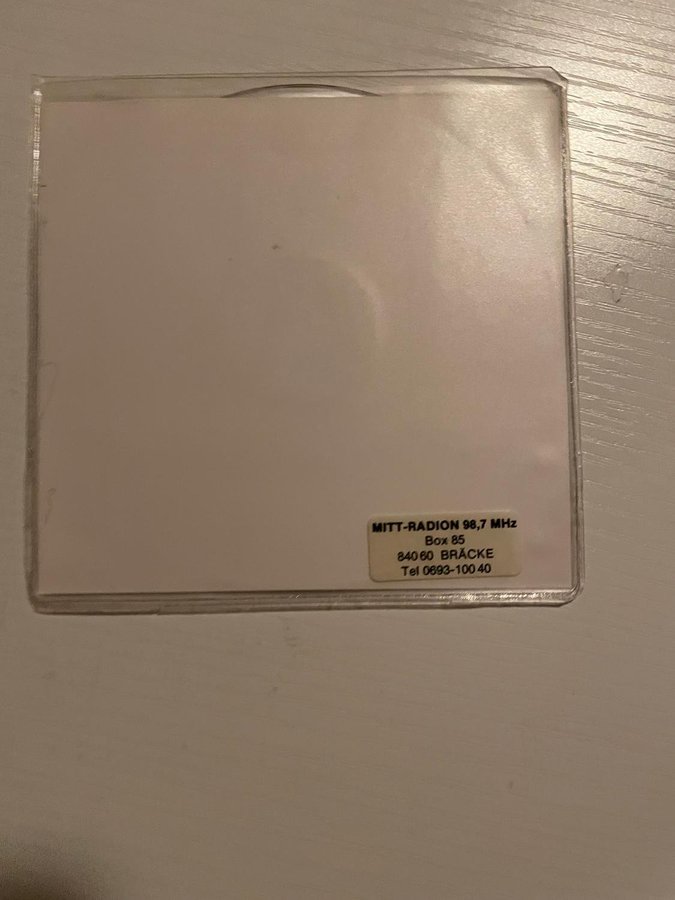 MITT-RADION 98,7 MHz
Box 85
840 60 BRÄCKE
Tel 0693-100 40